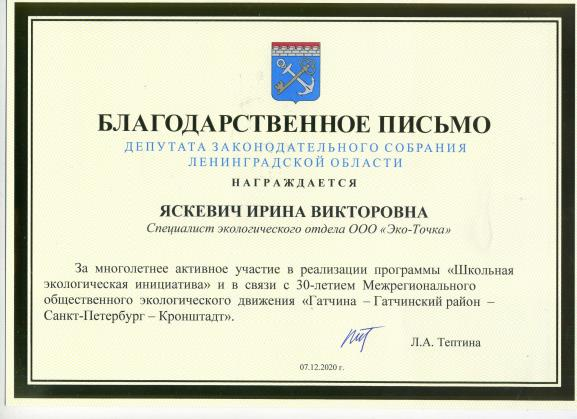 БЛАГОДАРСТВЕННОЕ ПИСЬМО
ДЕПУТАТА ЗАКОНОДАТЕЛЬНОГО СОБРАНИЯ
ЛЕНИНГРАДСКОЙ ОБЛАСТИ
НАГРАЖДАЕТСЯ
ЯСКЕВИЧ ИРИНА ВИКТОРОВНА
Специалист экологического отдела ООО «Эко-Точка»
За многолетнее активное участие в реализации программы «Школьная
экологическая инициатива» и в связи с 30-летием Межрегионального
общественного экологического движения «Гатчина – Гатчинский район –
Санкт-Петербург – Кронштадт».
Л.А. Тептина
07.12.2020 г.